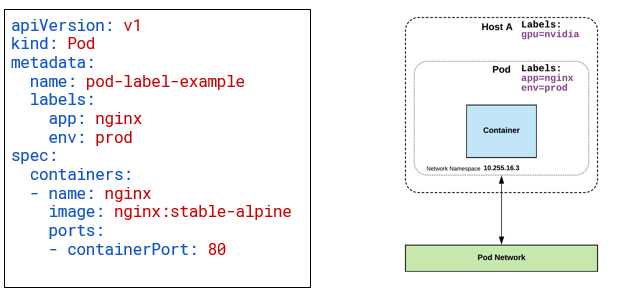 apiVersion: v1
kind: Pod
metadata:
  name: pod-label-example
  labels:
    app: nginx
    env: prod
spec:
  containers:
  - name: nginx
    image: nginx:stable-alpine
    ports:
    - containerPort: 80
Host A
Labels:
gpu=nvidia
Pod
Labels:
app=nginx
env=prod
Container
Network Namespace 10.255.16.3
Pod Network